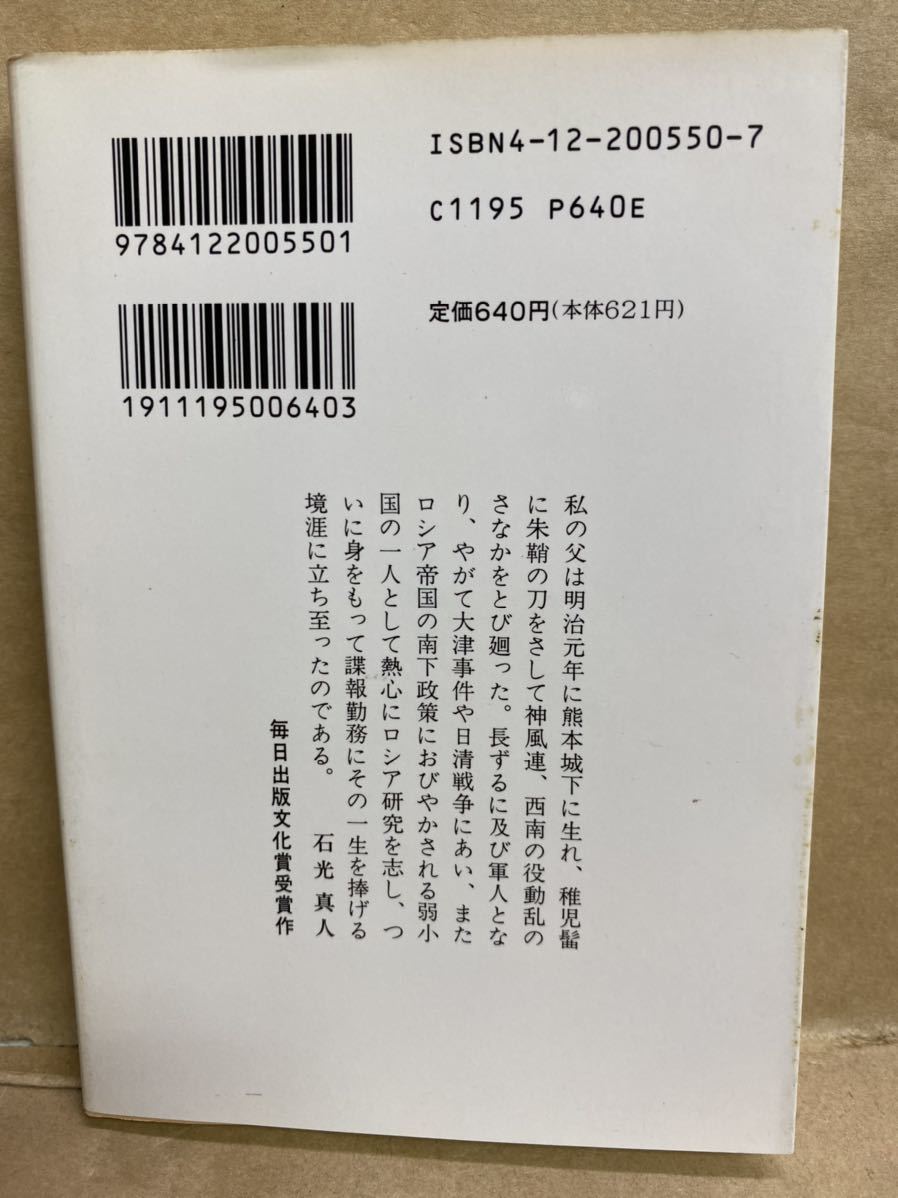 ISBN4-12-200550-7
9784122005501
C1195 P640E
定価640円(本体621円)
1911195006403
私の父は明治元年に熊本城下に生れ、稚児髷
に朱鞘の刀をさして神風連、西南の役動乱の
さなかをとび廻った。長ずるに及び軍人とな
り、やがて大津事件や日清戦争にあい、また
ロシア帝国の南下政策におびやかされる弱小
国の一人として熱心にロシア研究を志し、つ
いに身をもって諜報勤務にその一生を捧げる
境涯に立ち至ったのである。 石光真人
毎日出版文化賞受賞作